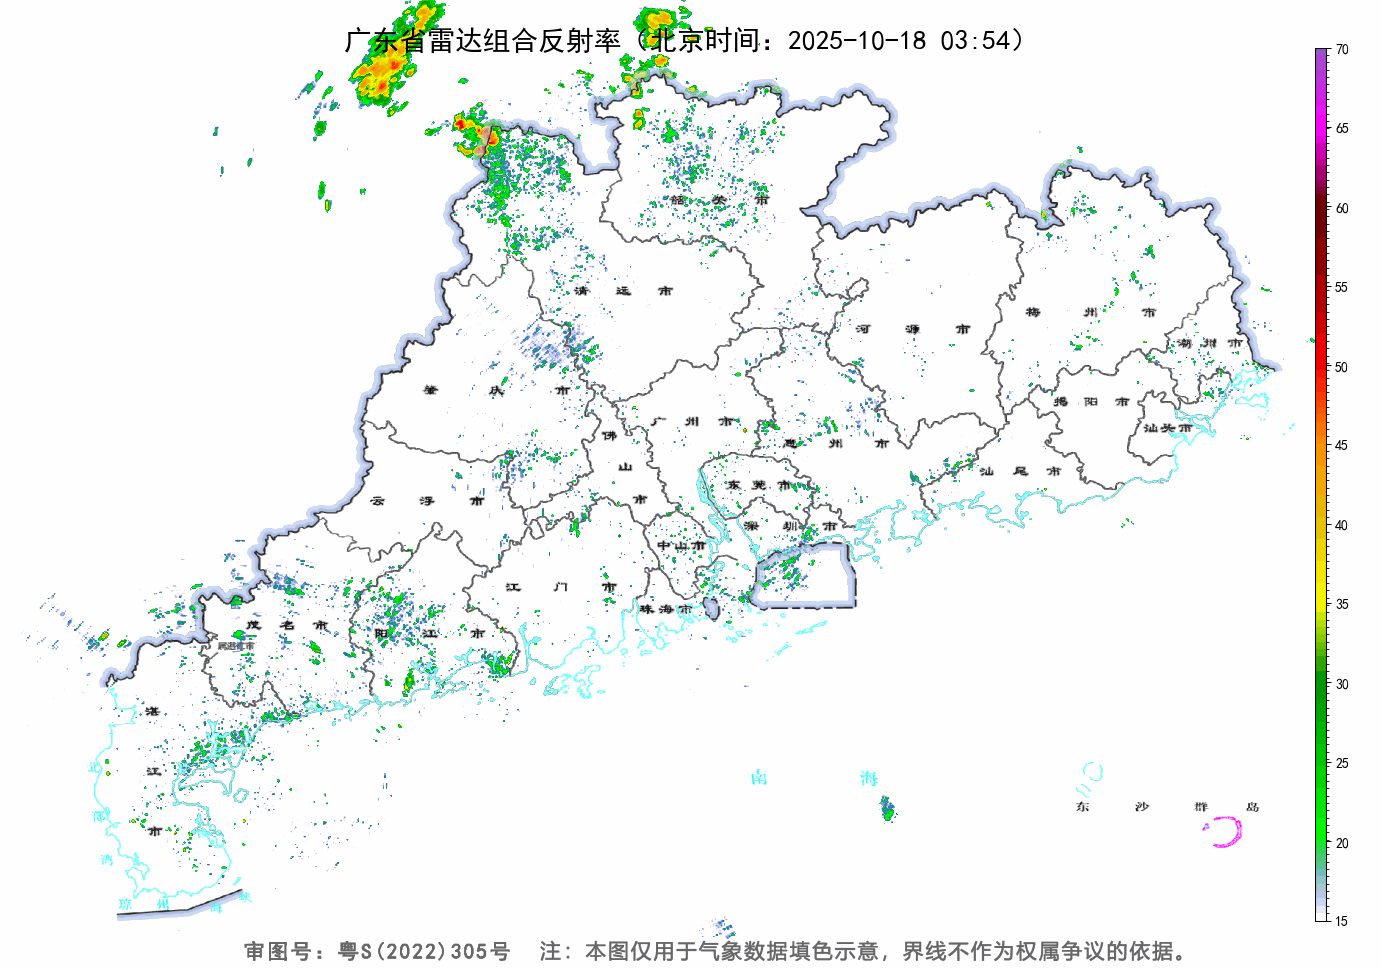 广东省雷达组合反射率（北京时间：2025-10-18 03:54）
70
65
60
55
50
45
40
35
30
25
20
15
韶关市
清远市
河源市
梅州市
潮州市
肇庆市
广州市
惠州市
揭阳市
汕头市
佛山市
云浮市
东莞市
汕尾市
深圳市
中山市
江门市
珠海市
茂名市
阳江市
湛江市
南海
东沙群岛
北部湾
琼州海峡
审图号：粤S(2022)305号 注：本图仅用于气象数据填色示意，界线不作为权属争议的依据。